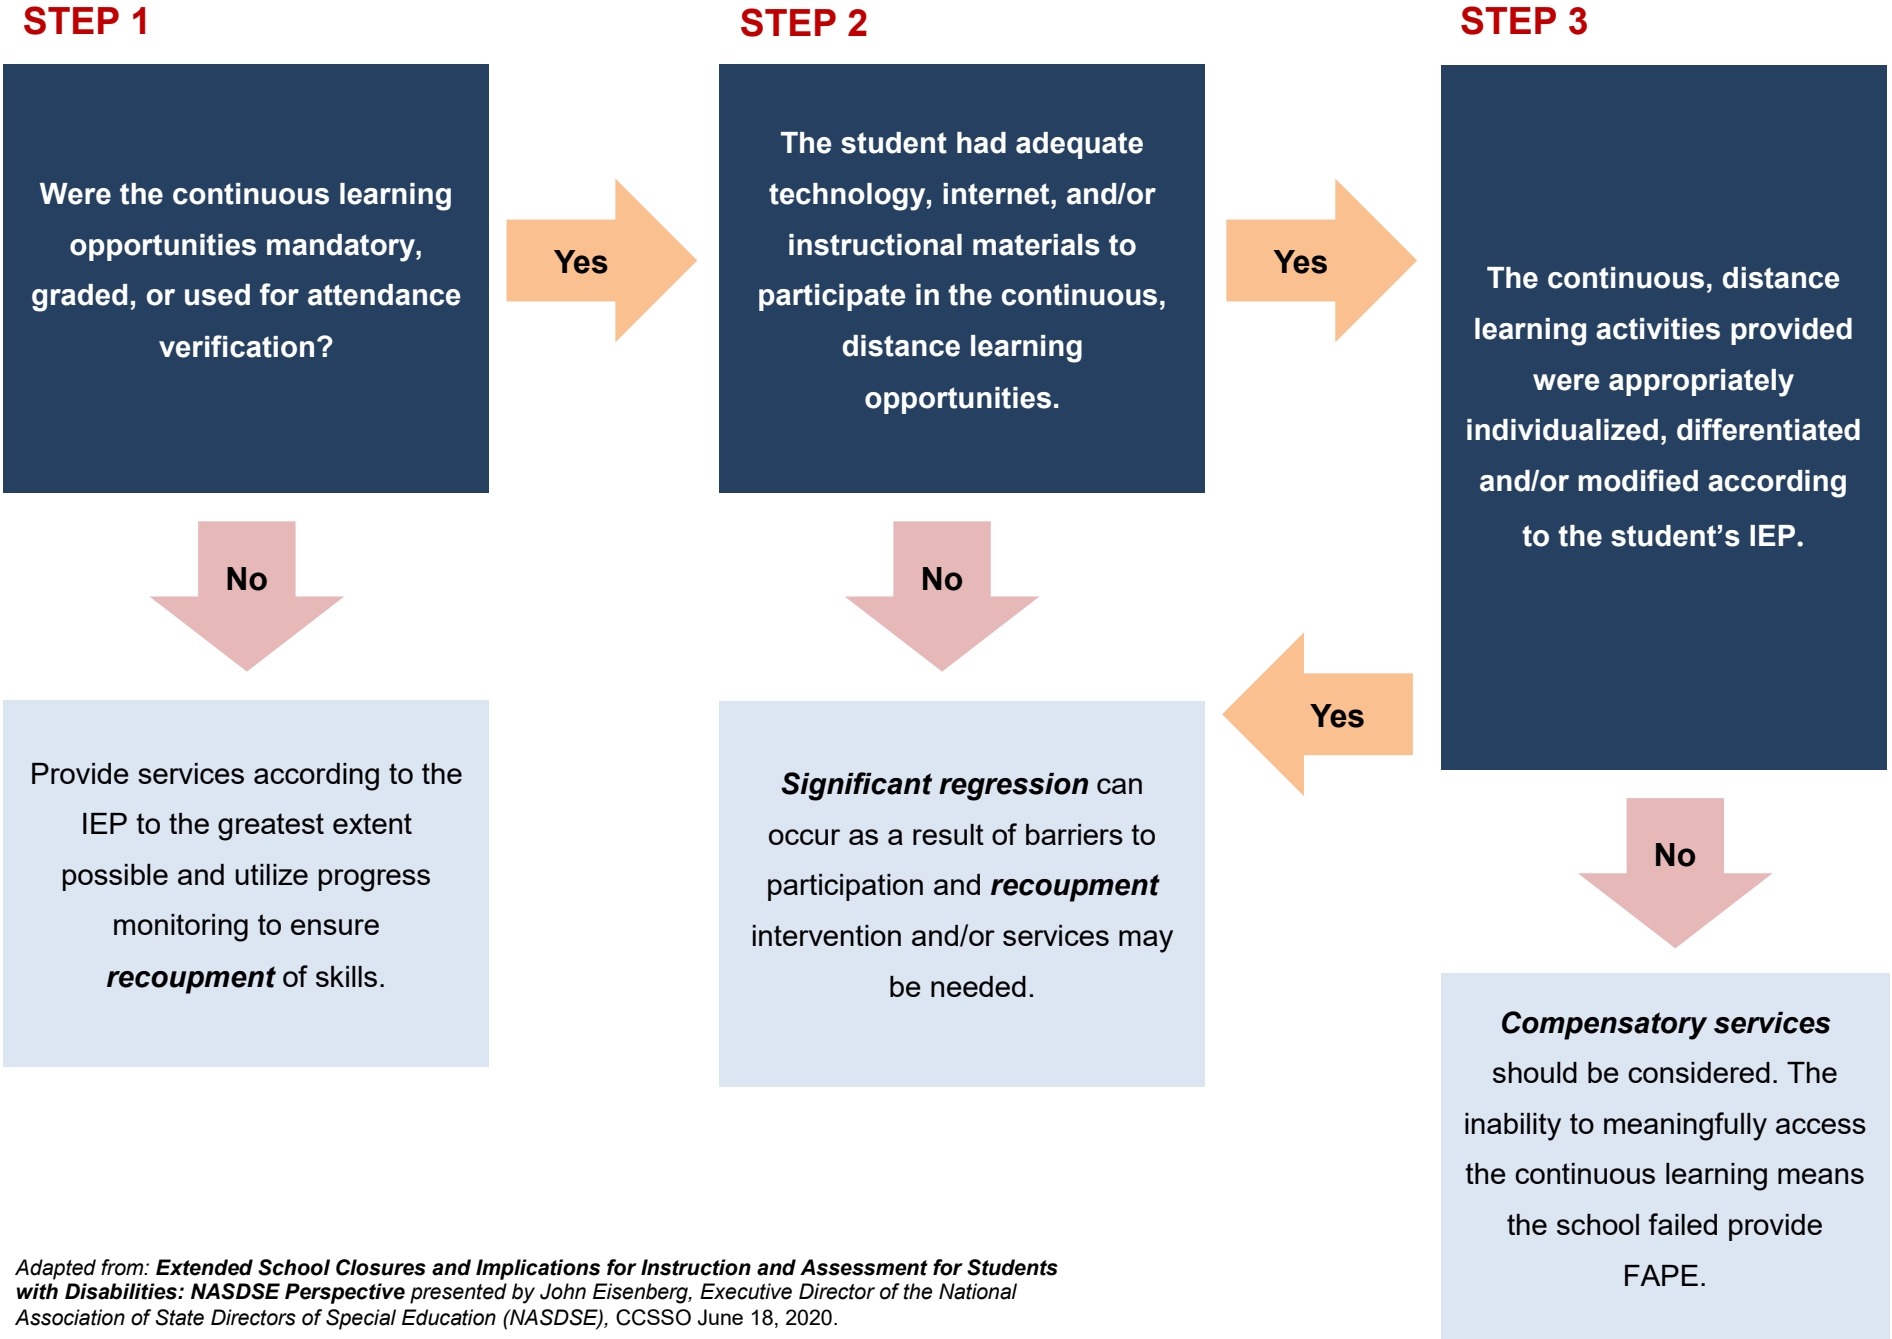 STEP 1
Were the continuous learning
opportunities mandatory,
graded, or used for attendance
verification?
Yes
No
Provide services according to the
IEP to the greatest extent
possible and utilize progress
monitoring to ensure
recoupment of skills.
STEP 2
The student had adequate
technology, internet, and/or
instructional materials to
participate in the continuous,
distance learning
opportunities.
Yes
No
Significant regression can
occur as a result of barriers to
participation and recoupment
intervention and/or services may
be needed.
STEP 3
The continuous, distance
learning activities provided
were appropriately
individualized, differentiated
and/or modified according
to the student’s IEP.
Yes
No
Compensatory services
should be considered. The
inability to meaningfully access
the continuous learning means
the school failed provide
FAPE.
Adapted from: Extended School Closures and Implications for Instruction and Assessment for Students
with Disabilities: NASDSE Perspective presented by John Eisenberg, Executive Director of the National
Association of State Directors of Special Education (NASDSE), CCSSO June 18, 2020.